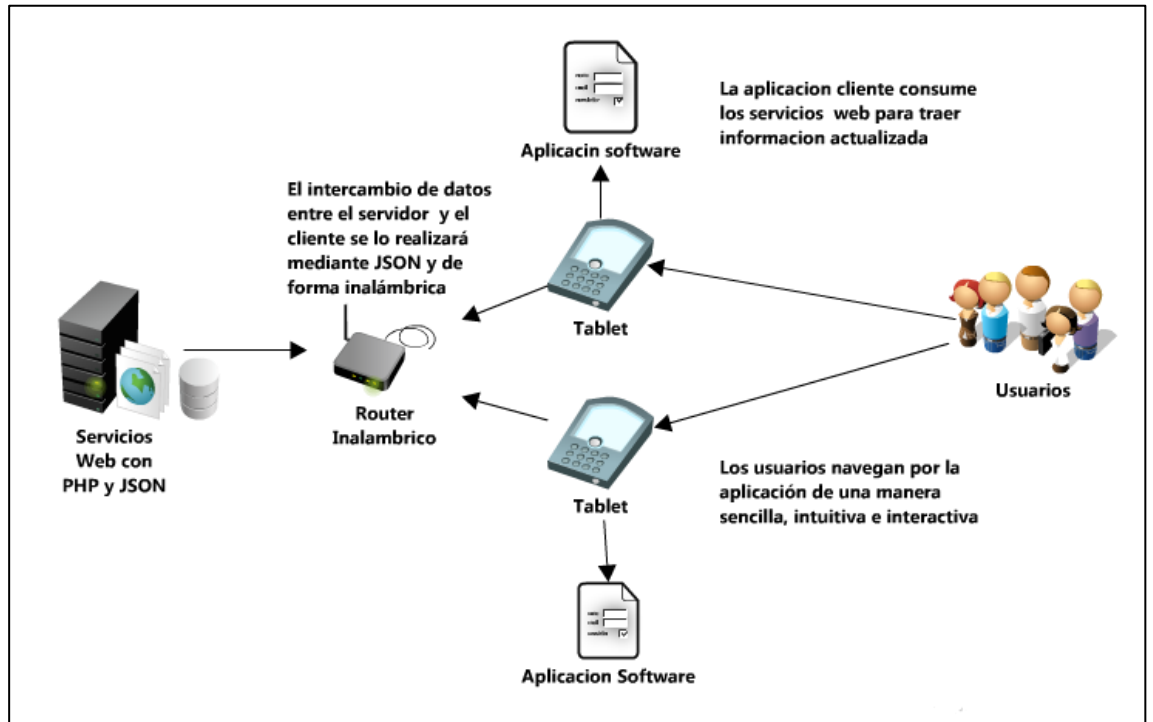 Aplicacin software
La aplicacion cliente consume
los servicios web para traer
informacion actualizada
El intercambio de datos
entre el servidor y el
cliente se lo realizará
mediante JSON y de
forma inalámbrica
Tablet
Usuarios
Servicios
Web con
PHP y JSON
Router
Inalambrico
Tablet
Los usuarios navegan por la
aplicación de una manera
sencilla, intuitiva e interactiva
Aplicacion Software